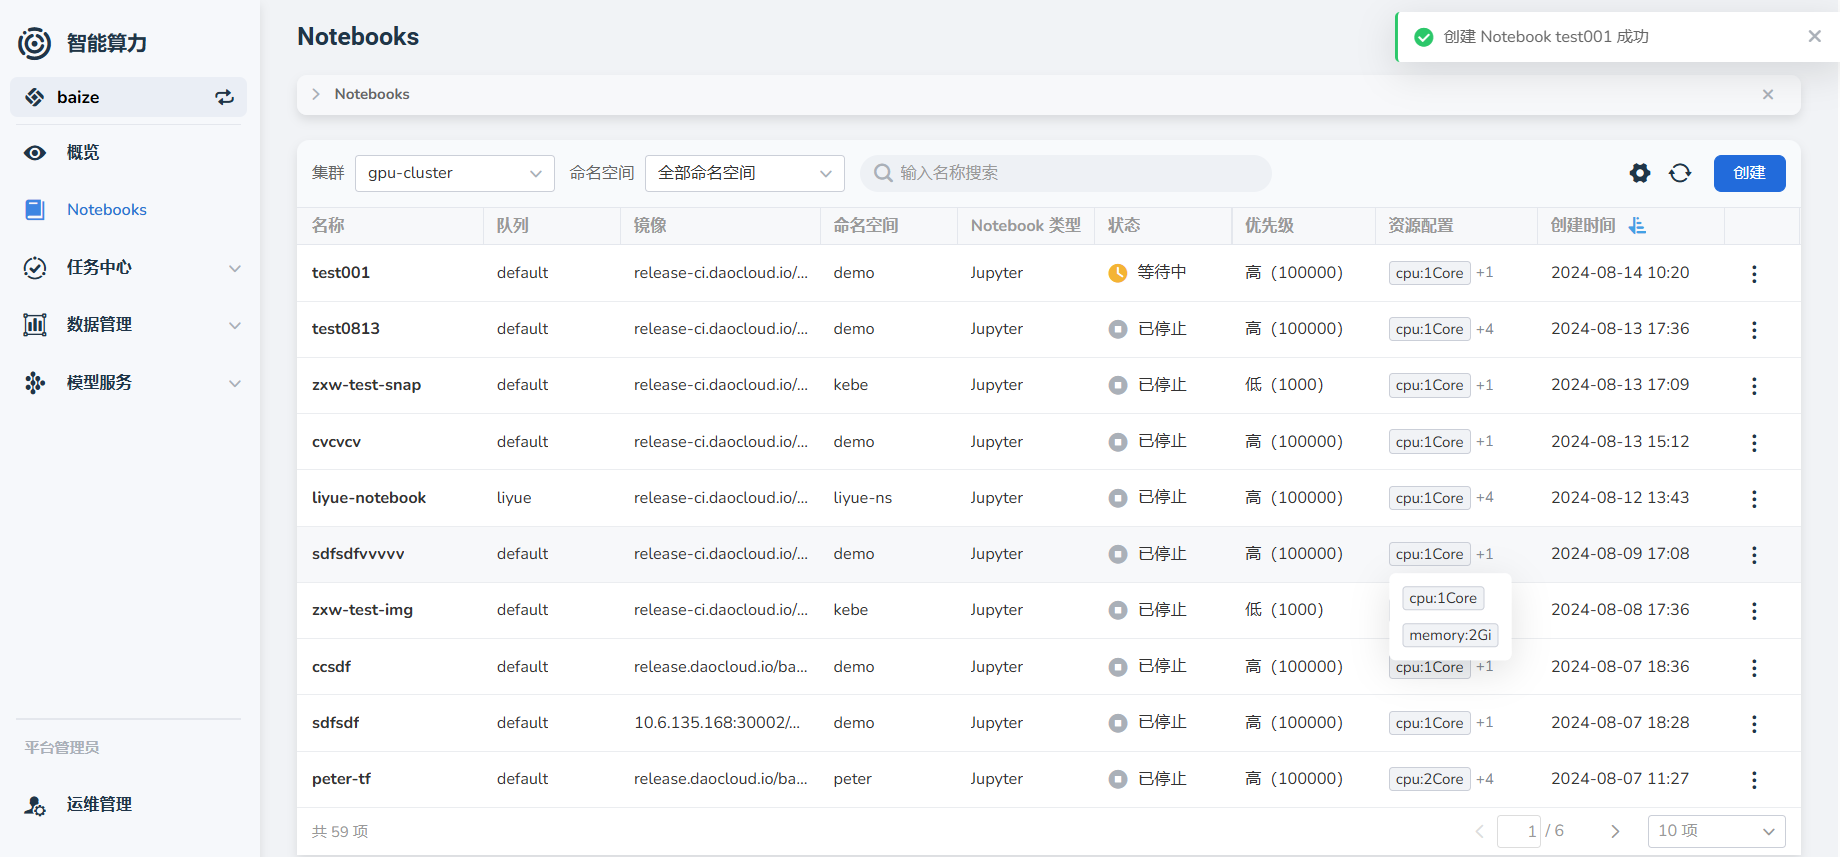 智能算力
baize
概览
Notebooks
任务中心
数据管理
模型服务
平台管理员
运维管理
Notebooks
创建 Notebook test001 成功
Notebooks
集群 gpu-cluster 命名空间 全部命名空间 输入名称搜索 创建
名称 队列 镜像 命名空间 Notebook 类型 状态 优先级 资源配置 创建时间
test001 default release-ci.daocloud.io/... demo Jupyter 等待中 高（100000） cpu:1Core +1 2024-08-14 10:20
test0813 default release-ci.daocloud.io/... demo Jupyter 已停止 高（100000） cpu:1Core +4 2024-08-13 17:36
zxw-test-snap default release-ci.daocloud.io/... kebe Jupyter 已停止 低（1000） cpu:1Core +1 2024-08-13 17:09
cvcvcv default release-ci.daocloud.io/... demo Jupyter 已停止 高（100000） cpu:1Core +1 2024-08-13 15:12
liyue-notebook liyue release-ci.daocloud.io/... liyue-ns Jupyter 已停止 高（100000） cpu:1Core +4 2024-08-12 13:43
sdfsdfvvvvv default release-ci.daocloud.io/... demo Jupyter 已停止 高（100000） cpu:1Core +1 2024-08-09 17:08
cpu:1Core
memory:2Gi
zxw-test-img default release-ci.daocloud.io/... kebe Jupyter 已停止 低（1000） 2024-08-08 17:36
ccsdf default release.daocloud.io/ba... demo Jupyter 已停止 高（100000） cpu:1Core +1 2024-08-07 18:36
sdfsdf default 10.6.135.168:30002/... demo Jupyter 已停止 高（100000） cpu:1Core +1 2024-08-07 18:28
peter-tf default release.daocloud.io/ba... peter Jupyter 已停止 高（100000） cpu:2Core +4 2024-08-07 11:27
共 59 项 1 / 6 10 项